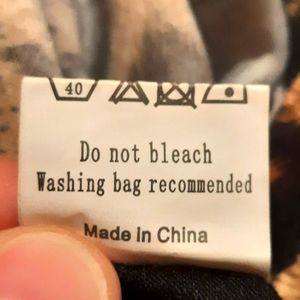 40
Do not bleach
Washing bag recommended
Made in China